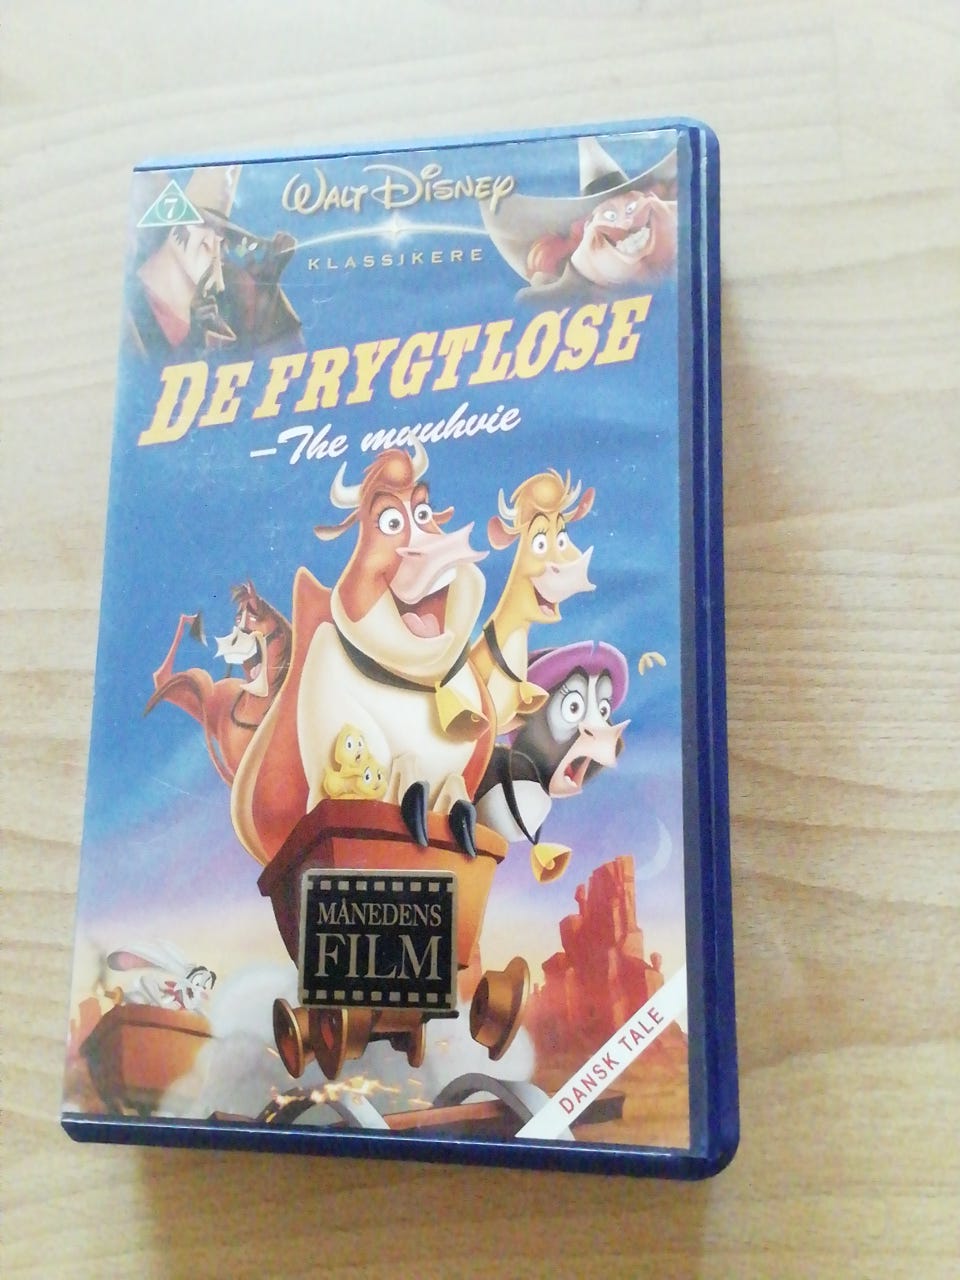 7
WALT DISNEY
KLASSIKERE
DE FRYGTLØSE
– The muuhvie
MÅNEDENS
FILM
DANSK TALE